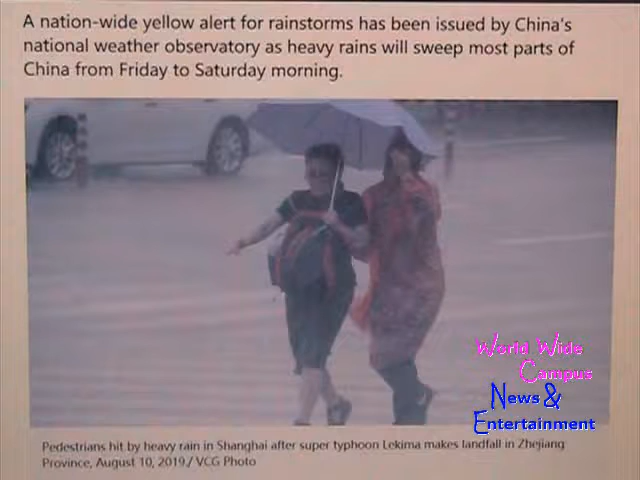 A nation-wide yellow alert for rainstorms has been issued by China's
national weather observatory as heavy rains will sweep most parts of
China from Friday to Saturday morning.
World Wide
Campus
News &
Entertainment
Pedestrians hit by heavy rain in Shanghai after super typhoon Lekima makes landfall in Zhejiang
Province, August 10, 2019./ VCG Photo